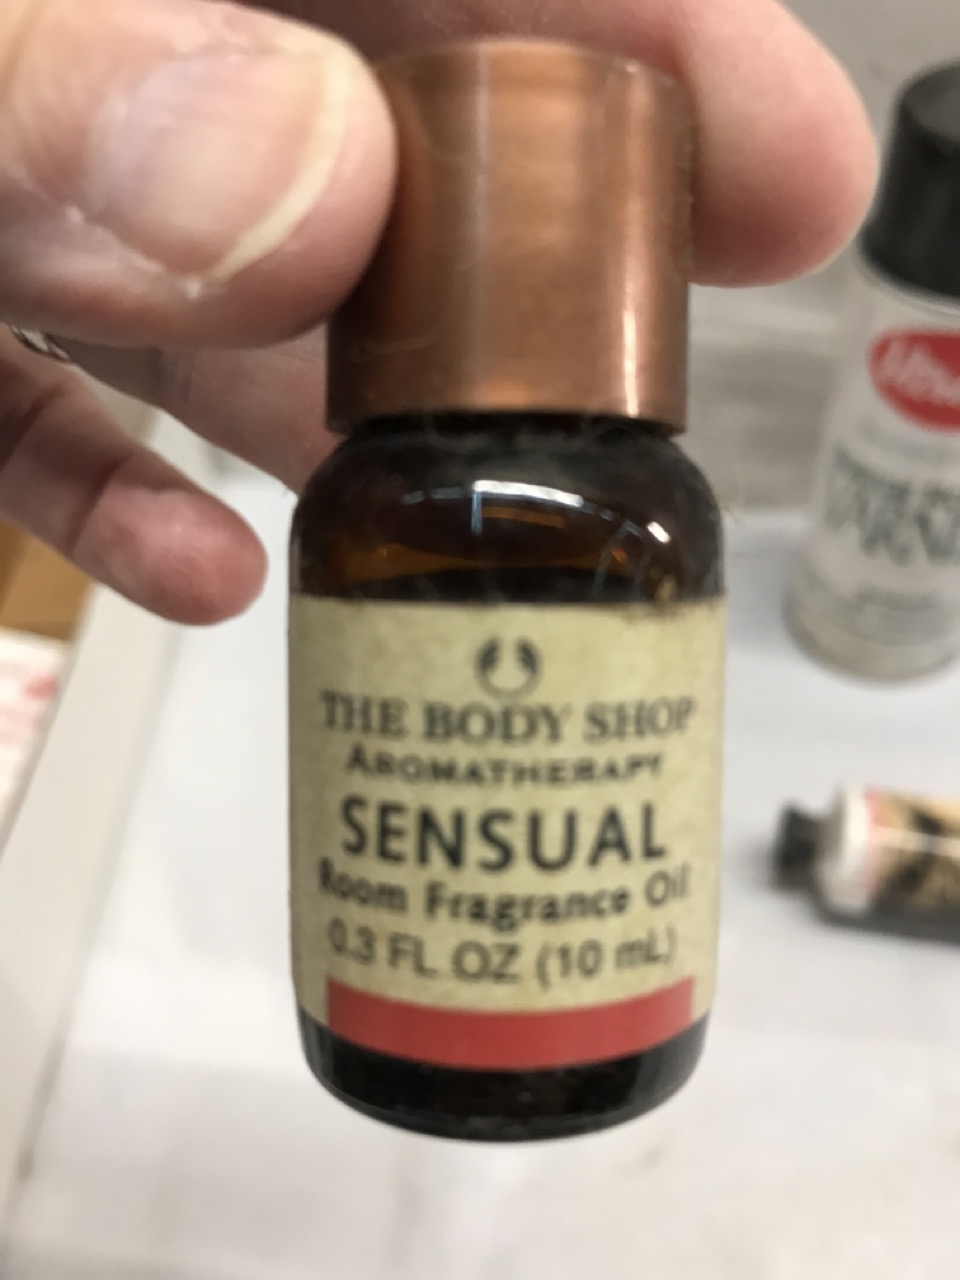 THE BODY SHOP
AROMATHERAPY
SENSUAL
Room Fragrance Oil
0.3 FL OZ (10 mL)